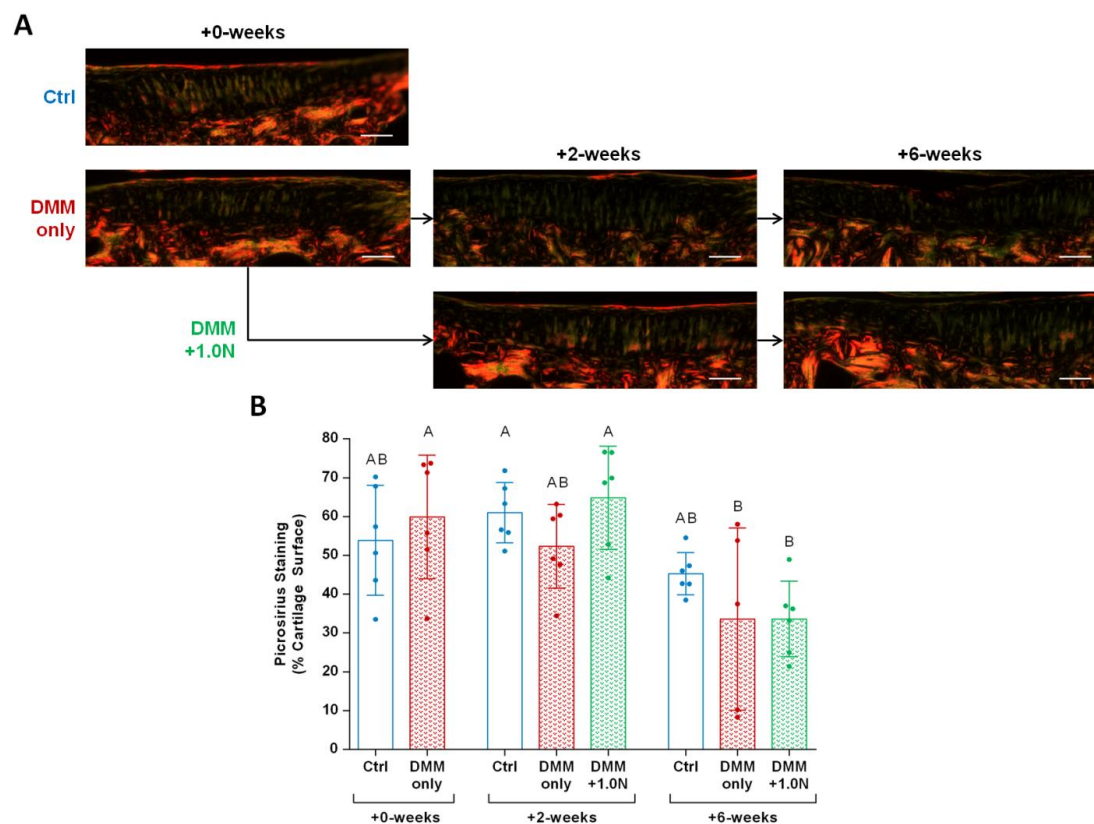 A
+0-weeks
Ctrl
+2-weeks
+6-weeks
DMM
only
DMM
+1.0N
B
Picrosirius Staining
(% Cartilage Surface)
80
70
60
50
40
30
20
10
0
AB
A
A
AB
A
AB
B
B
Ctrl
DMM
only
Ctrl
DMM
only
DMM
+1.0N
Ctrl
DMM
only
DMM
+1.0N
+0-weeks
+2-weeks
+6-weeks